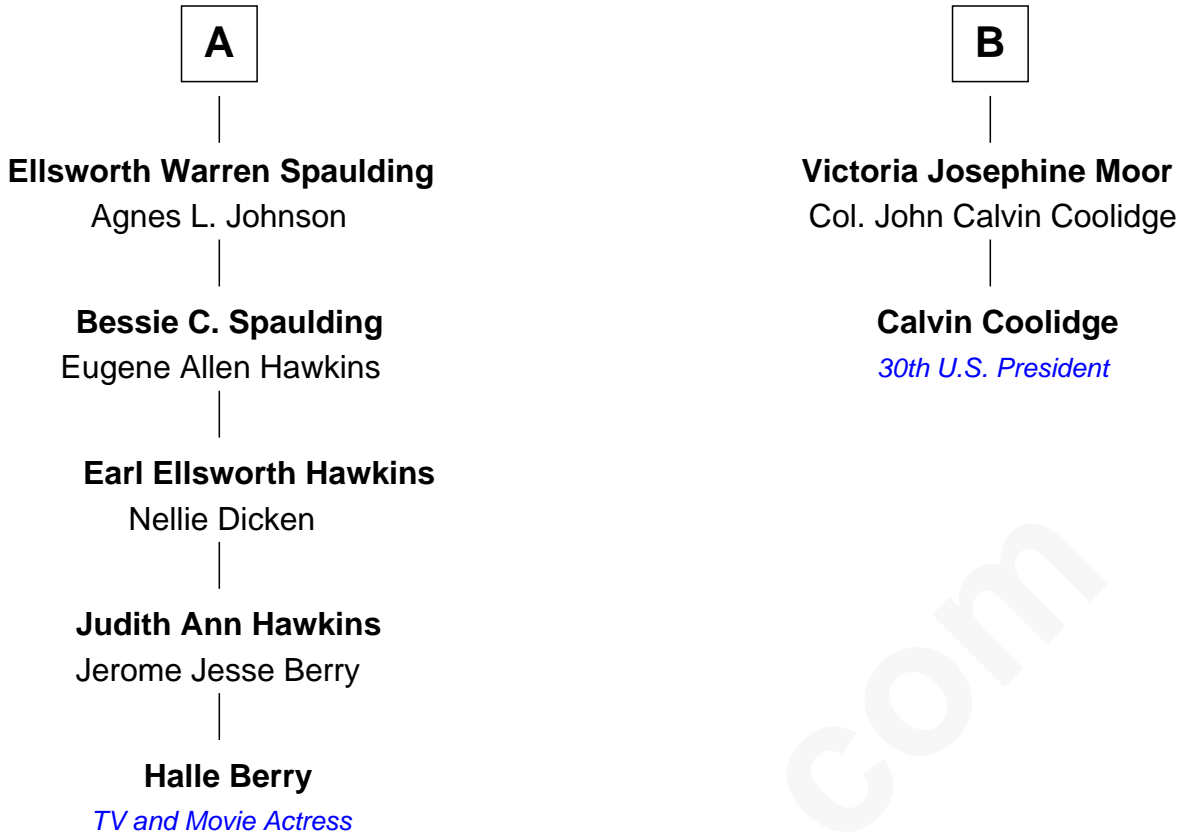 A
Ellsworth Warren Spaulding
Agnes L. Johnson
Bessie C. Spaulding
Eugene Allen Hawkins
Earl Ellsworth Hawkins
Nellie Dicken
Judith Ann Hawkins
Jerome Jesse Berry
Halle Berry
TV and Movie Actress
B
Victoria Josephine Moor
Col. John Calvin Coolidge
Calvin Coolidge
30th U.S. President
com